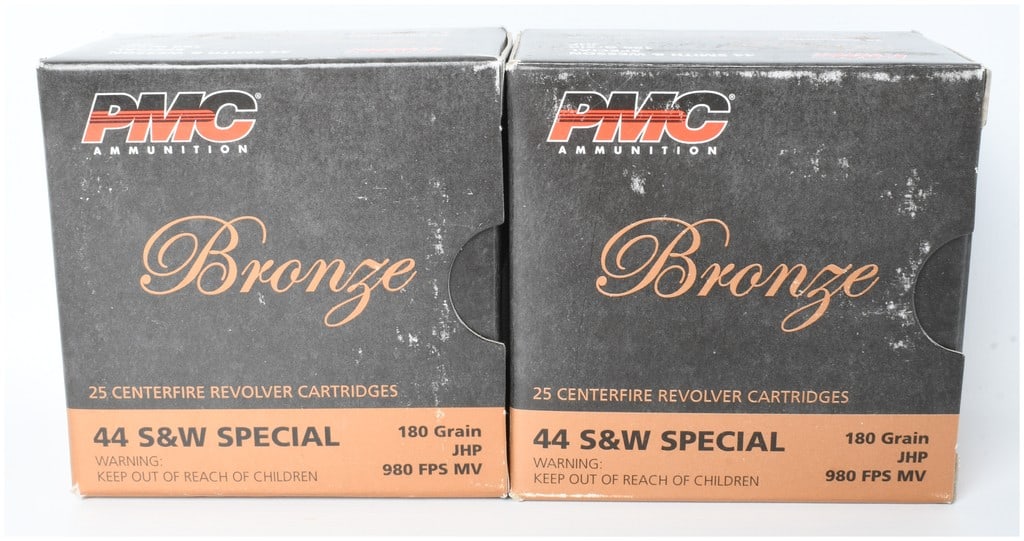 PMC®
AMMUNITION
Bronze
25 CENTERFIRE REVOLVER CARTRIDGES
44 S&W SPECIAL
180 Grain
JHP
980 FPS MV
WARNING:
KEEP OUT OF REACH OF CHILDREN
PMC®
AMMUNITION
Bronze
25 CENTERFIRE REVOLVER CARTRIDGES
44 S&W SPECIAL
180 Grain
JHP
980 FPS MV
WARNING:
KEEP OUT OF REACH OF CHILDREN